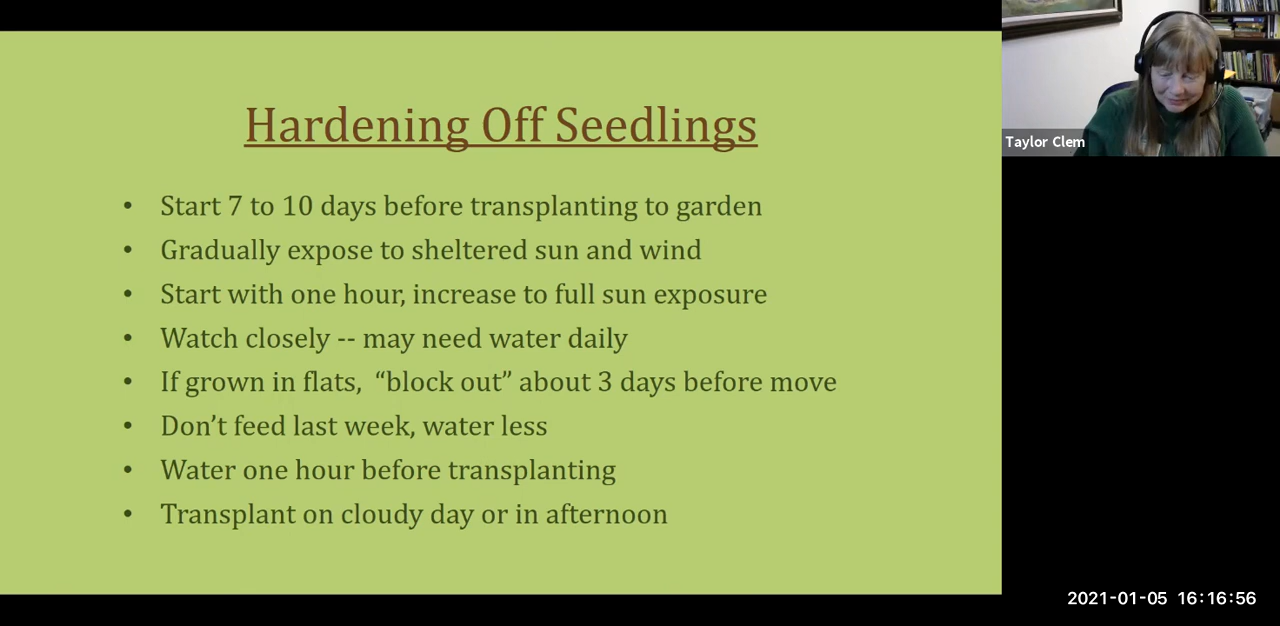 Hardening Off Seedlings
• Start 7 to 10 days before transplanting to garden
• Gradually expose to sheltered sun and wind
• Start with one hour, increase to full sun exposure
• Watch closely -- may need water daily
• If grown in flats,  “block out” about 3 days before move
• Don’t feed last week, water less
• Water one hour before transplanting
• Transplant on cloudy day or in afternoon
Taylor Clem
2021-01-05 16:16:56